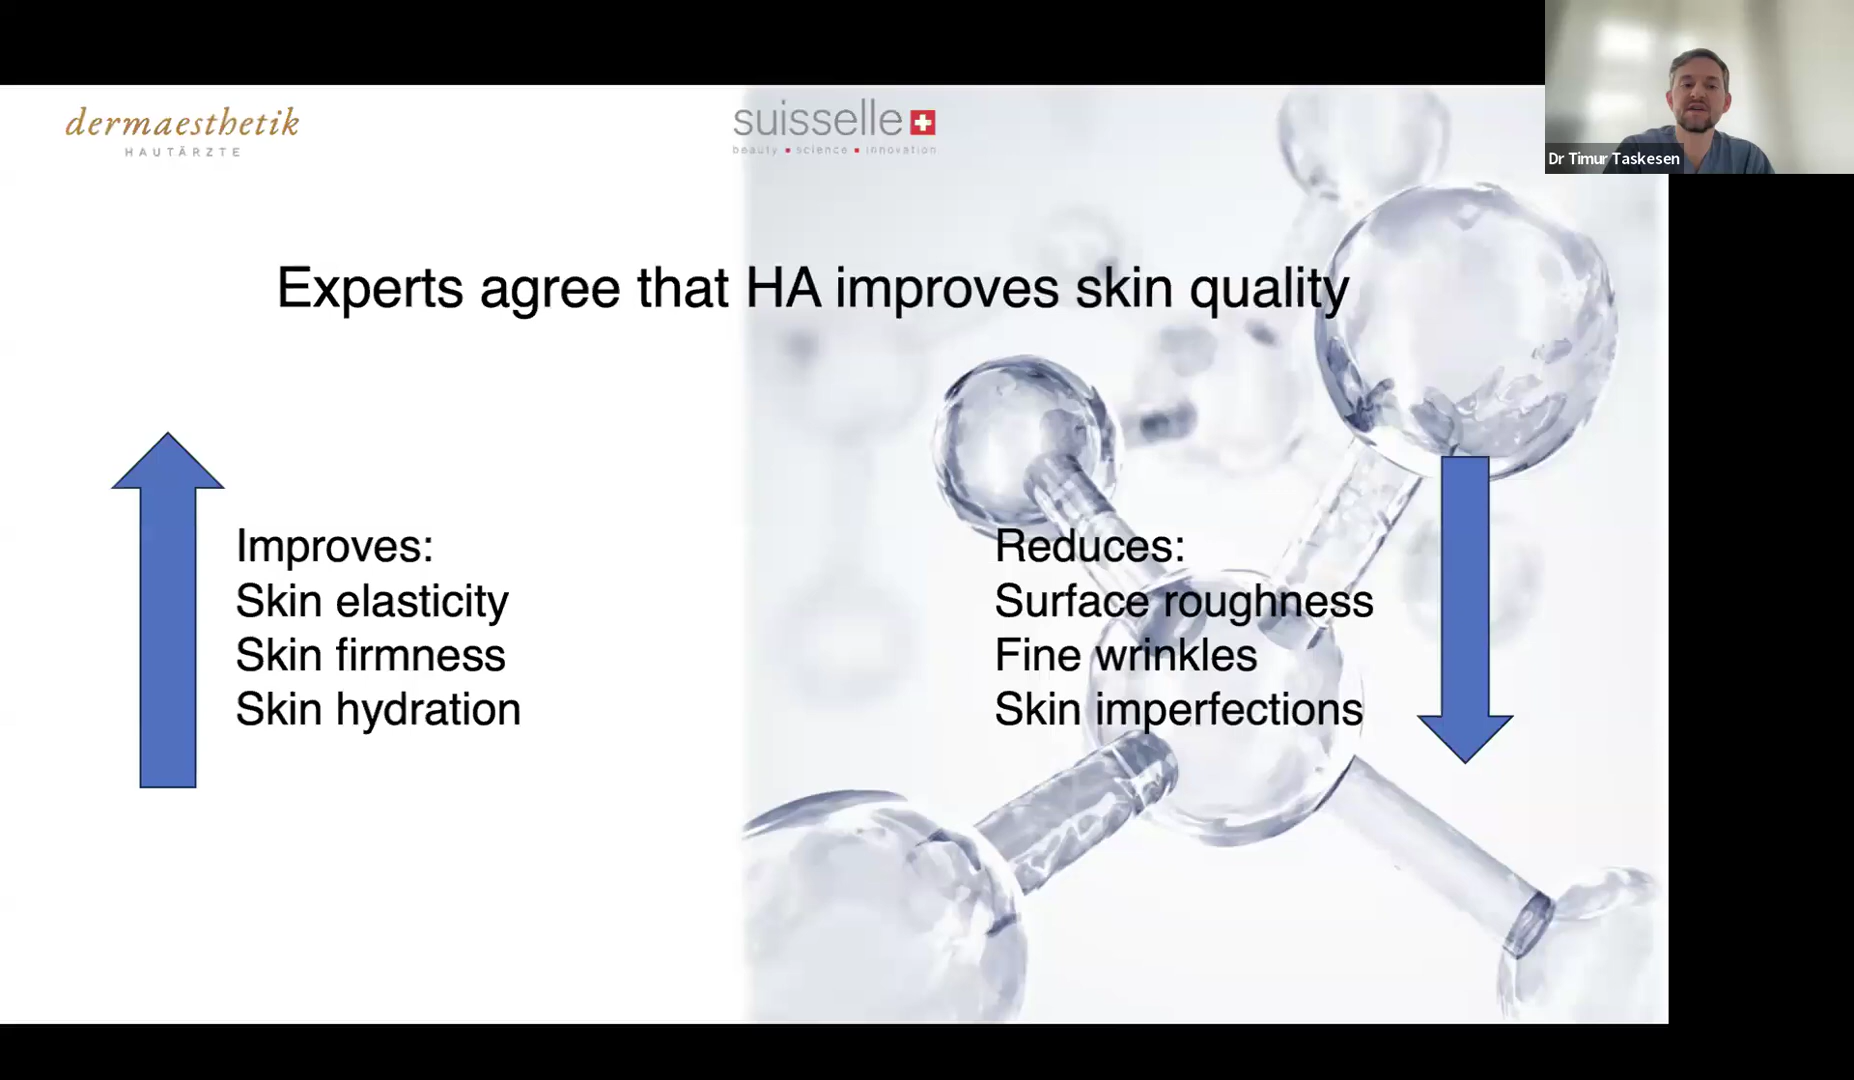 dermaesthetik
HAUTÄRZTE
suisselle
beauty science innovation
Dr Timur Taskesen
Experts agree that HA improves skin quality
Improves:
Skin elasticity
Skin firmness
Skin hydration
Reduces:
Surface roughness
Fine wrinkles
Skin imperfections